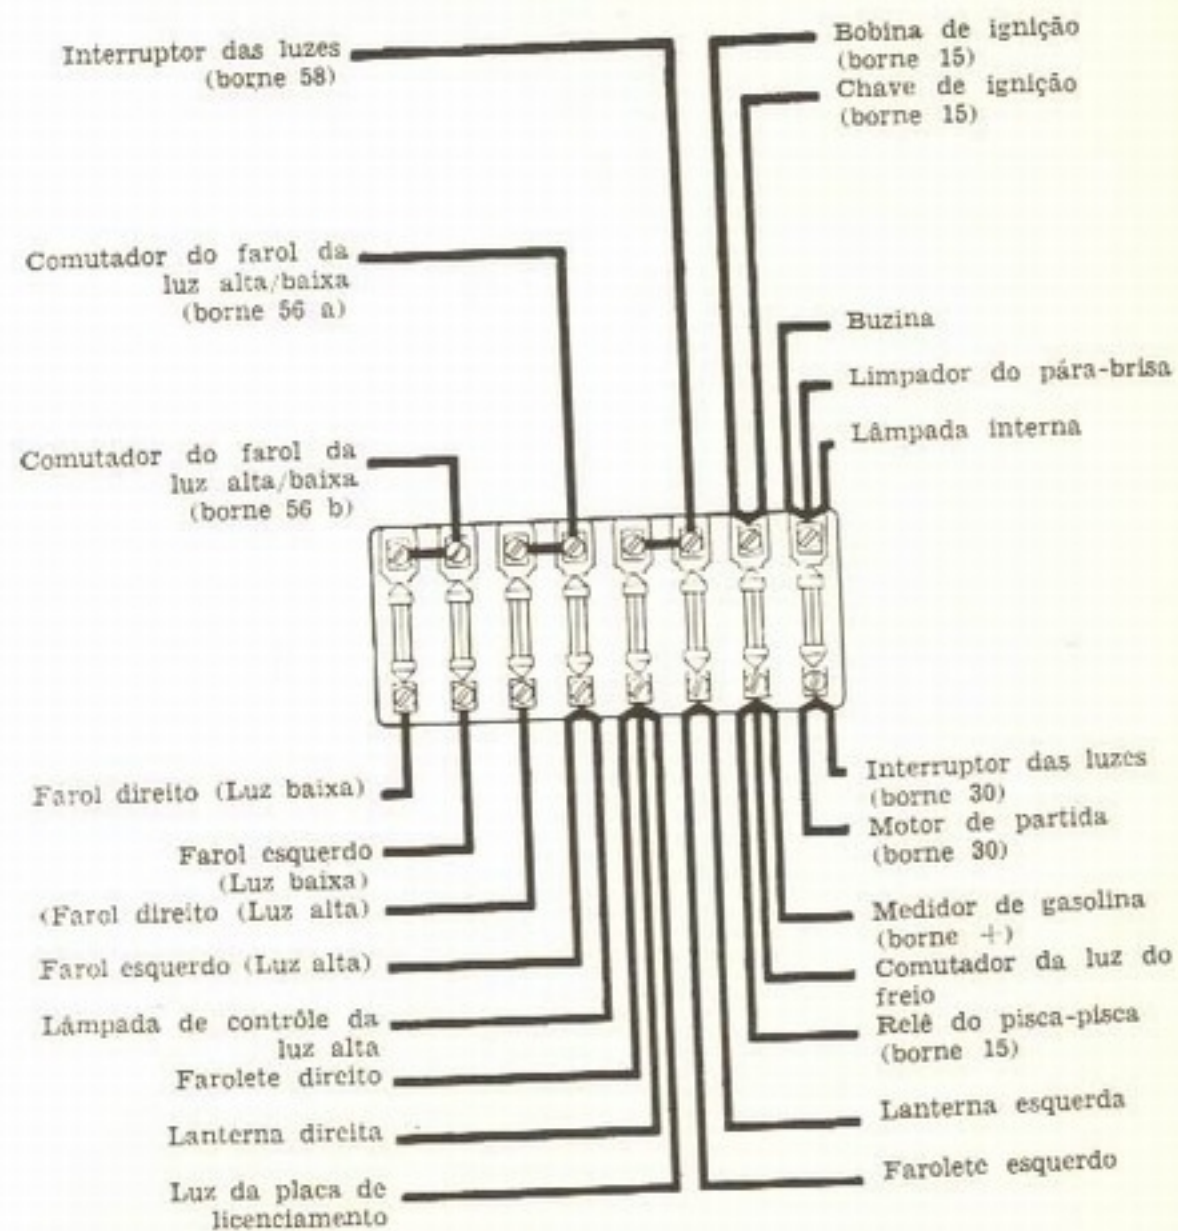 Interruptor das luzes
(borne 58)
Bobina de ignição
(borne 15)
Chave de ignição
(borne 15)
Comutador do farol da
luz alta/baixa
(borne 56 a)
Buzina
Limpador do pára-brisa
Lâmpada interna
Comutador do farol da
luz alta/baixa
(borne 56 b)
Farol direito (Luz baixa)
Farol esquerdo
(Luz baixa)
(Farol direito (Luz alta)
Farol esquerdo (Luz alta)
Lâmpada de contrôle da
luz alta
Farolete direito
Lanterna direita
Luz da placa de
licenciamento
Interruptor das luzes
(borne 30)
Motor de partida
(borne 30)
Medidor de gasolina
(borne +)
Comutador da luz do
freio
Relê do pisca-pisca
(borne 15)
Lanterna esquerda
Farolete esquerdo